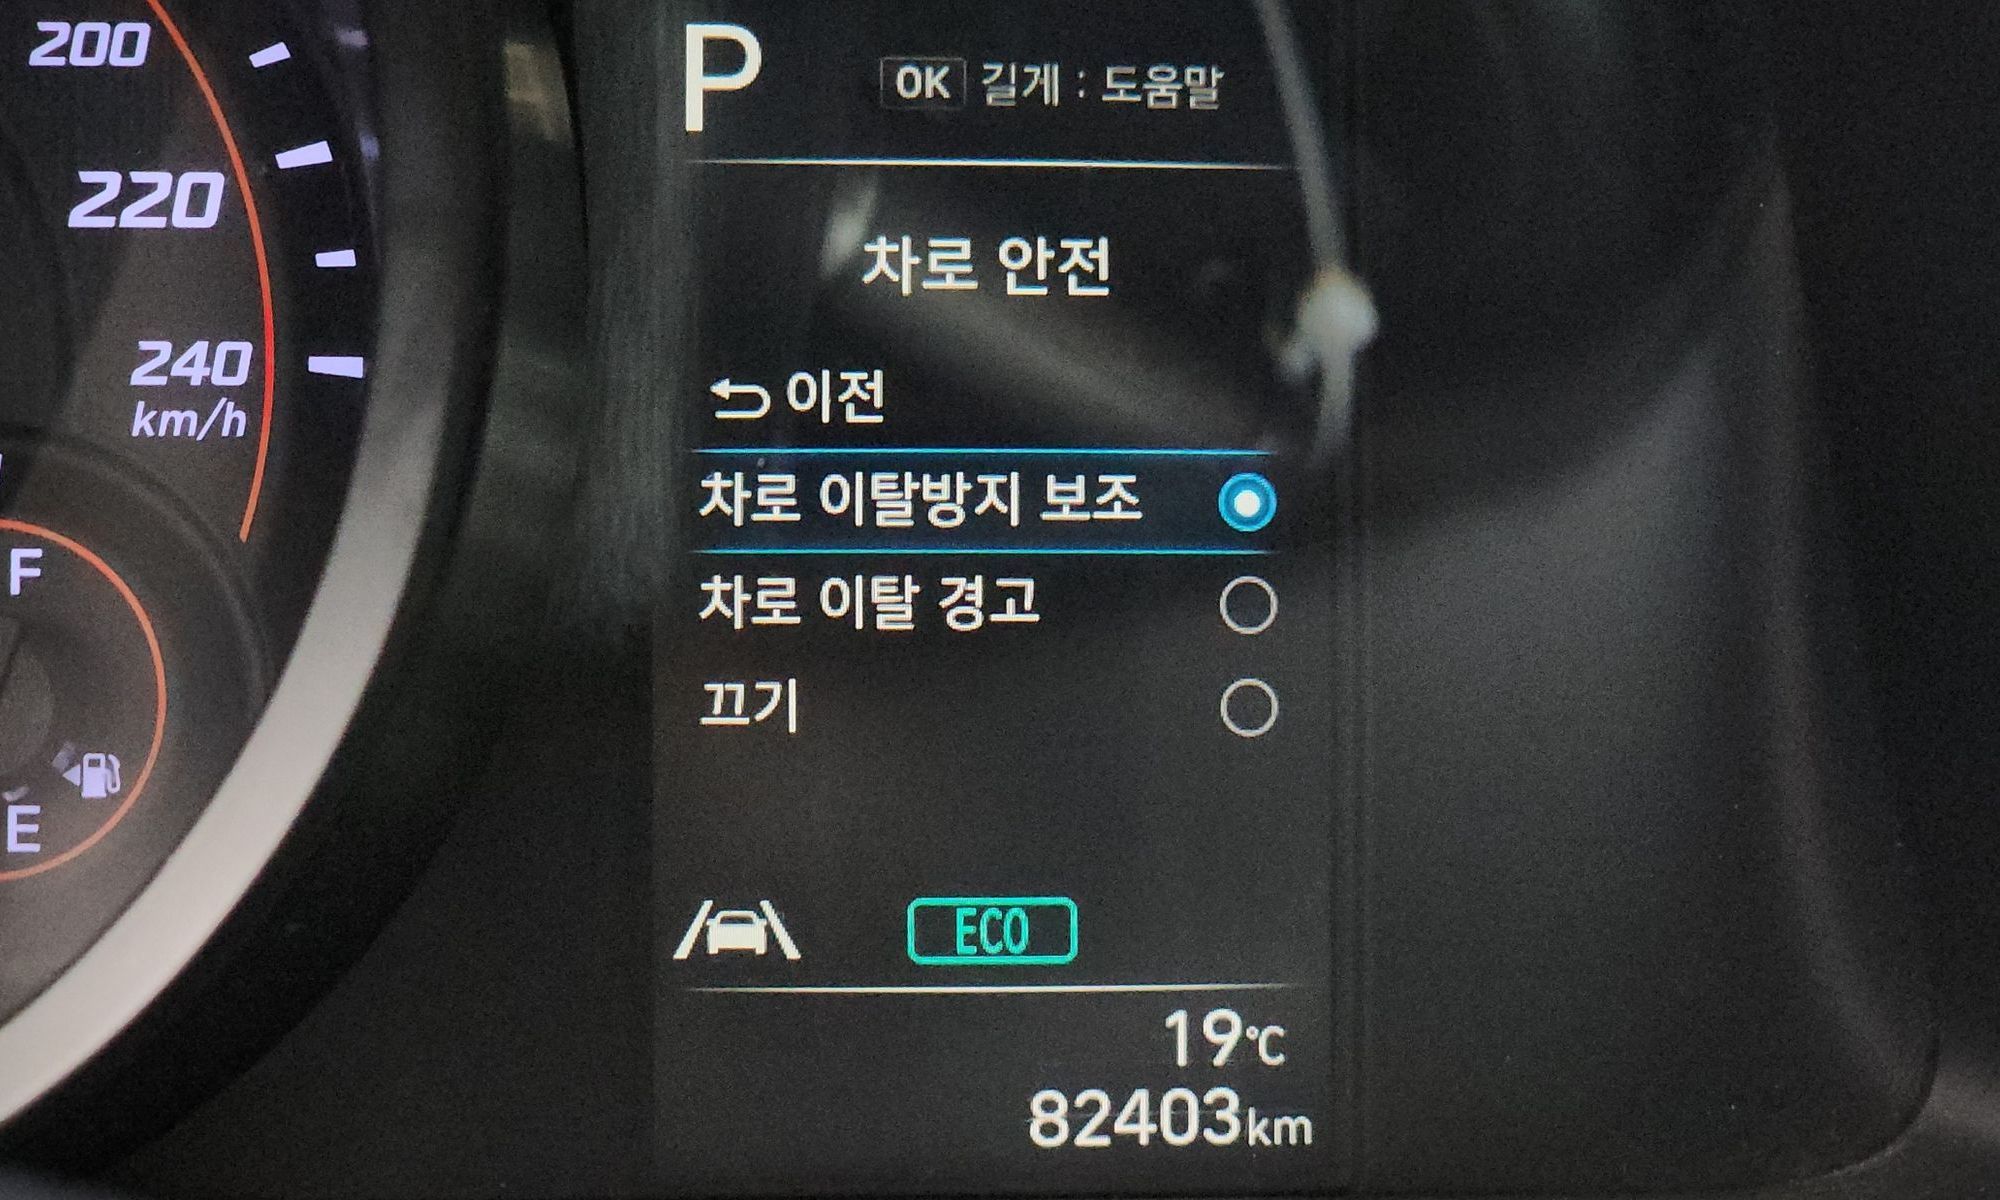 200
220
240
km/h
F
E
P
OK 길게 : 도움말
차로 안전
이전
차로 이탈방지 보조
차로 이탈 경고
끄기
ECO
19℃
82403km